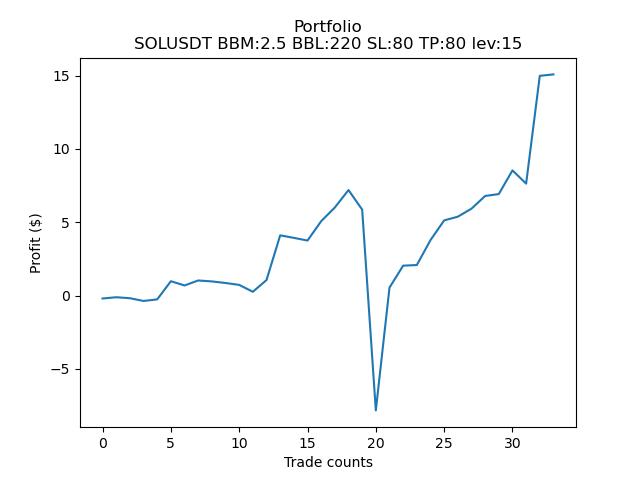 Portfolio
SOLUSDT BBM:2.5 BBL:220 SL:80 TP:80 lev:15
15
10
5
0
−5
Profit ($)
0 5 10 15 20 25 30
Trade counts